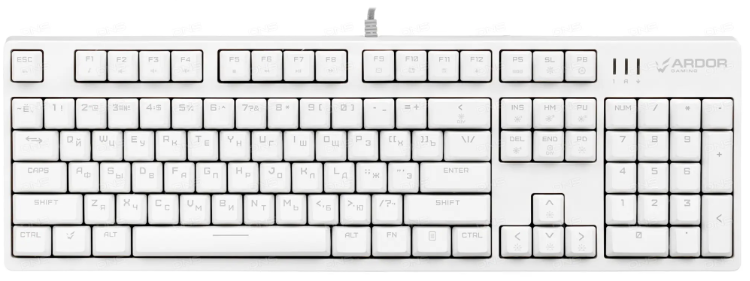 ESC F1 F2 F3 F4 F5 F6 F7 F8 F9 F10 F11 F12 PS SL PB ARDOR
GAMING
~Ё 1! 2 3 4 5% 6 7 8* 9( 0) -_ =+ < INS HM PU NUM / * -
Q Й W Ц E У R К T Е Y Н U Г I Ш O Щ P З [{ Х ]} Ъ \|/ DEL END PD 7 8 9 +
CAPS A Ф S Ы D В F А G П H Р J О K Л L Д ;: Ж '" Э ENTER 4 5 6
SHIFT Z Я X Ч C С V М B И N Т M Ь <, Б >. Ю /?- SHIFT ^ 1 2 3 <
CTRL ALT ALT FN CTRL < v > 0 .